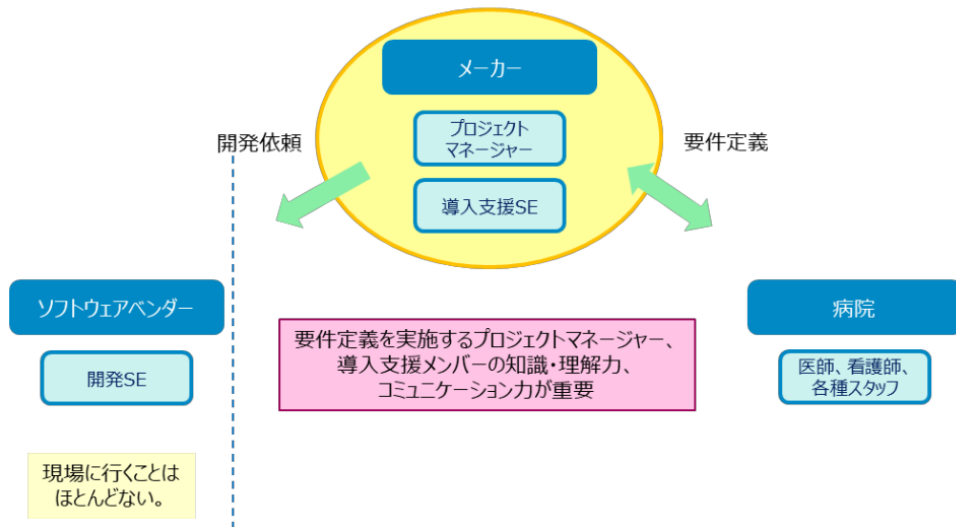 メーカー
プロジェクト
マネージャー
導入支援SE
開発依頼
要件定義
ソフトウェアベンダー
開発SE
要件定義を実施するプロジェクトマネージャー、
導入支援メンバーの知識・理解力、
コミュニケーション力が重要
病院
医師、看護師、
各種スタッフ
現場に行くことは
ほとんどない。